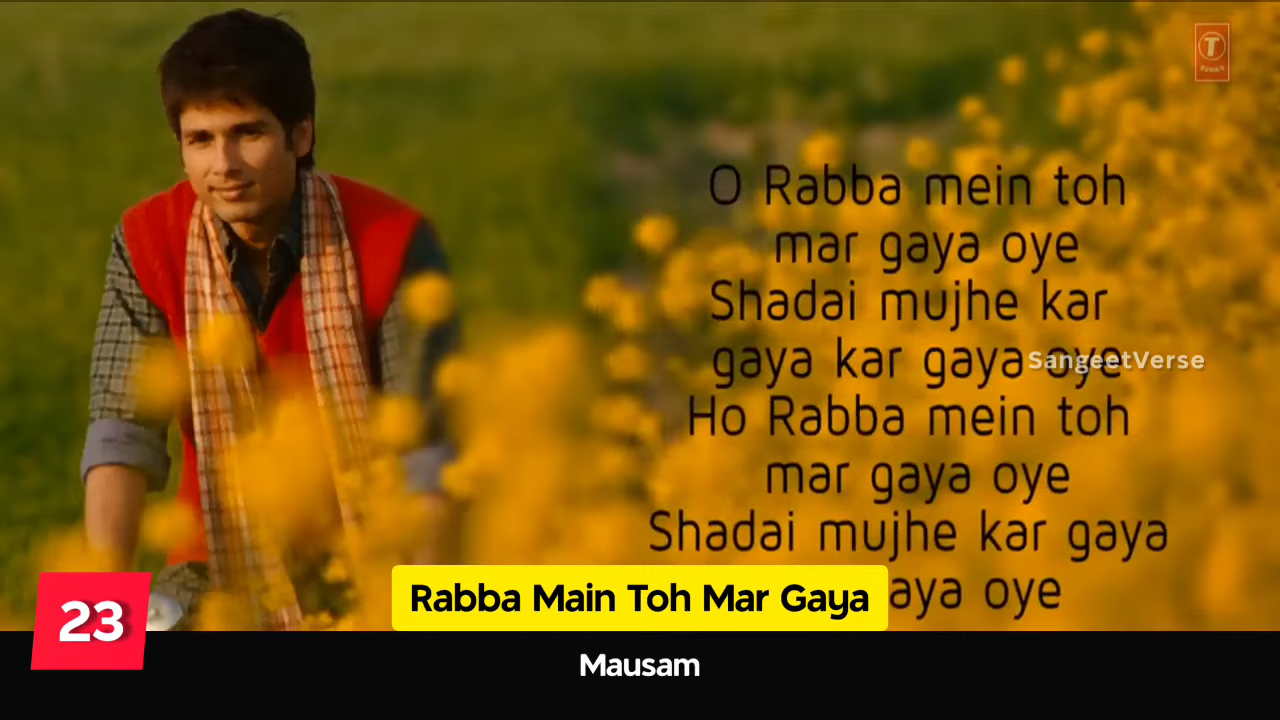 T
O Rabba mein toh
mar gaya oye
Shadai mujhe kar
gaya kar gaya oye
SangeetVerse
Ho Rabba mein toh
mar gaya oye
Shadai mujhe kar gaya
aya oye
Rabba Main Toh Mar Gaya
23
Mausam